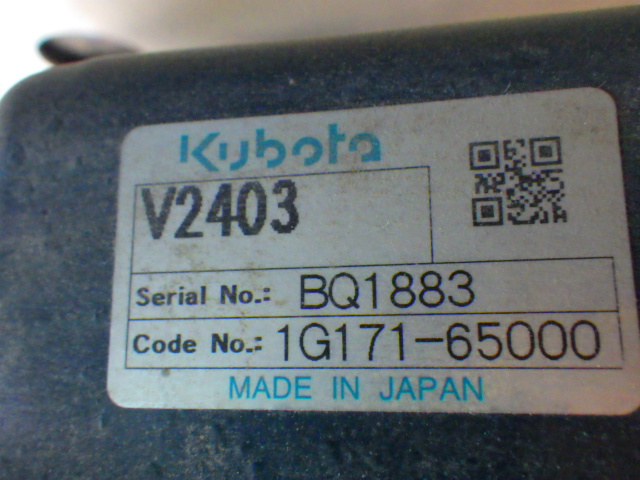 Kubota
V2403
Serial No.: BQ1883
Code No.: 1G171-65000
MADE IN JAPAN